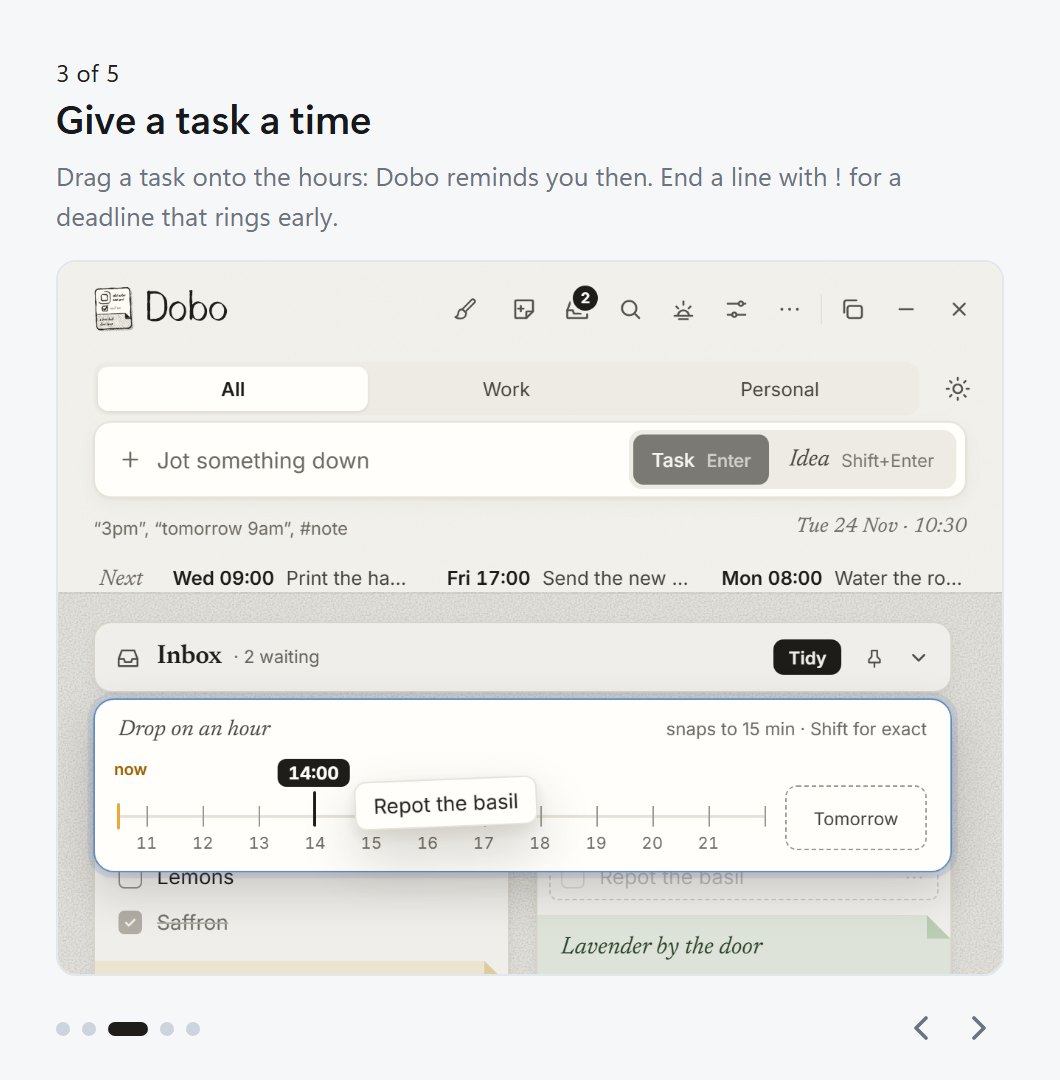 3 of 5
Give a task a time
Drag a task onto the hours: Dobo reminds you then. End a line with ! for a
deadline that rings early.
Dobo
2
All Work Personal
Jot something down Task Enter Idea Shift+Enter
“3pm”, “tomorrow 9am”, #note Tue 24 Nov · 10:30
Next Wed 09:00 Print the ha... Fri 17:00 Send the new ... Mon 08:00 Water the ro...
Inbox · 2 waiting Tidy
Drop on an hour snaps to 15 min · Shift for exact
now 14:00
Repot the basil
11 12 13 14 15 16 17 18 19 20 21 Tomorrow
Lemons Repot the basil
Saffron
Lavender by the door